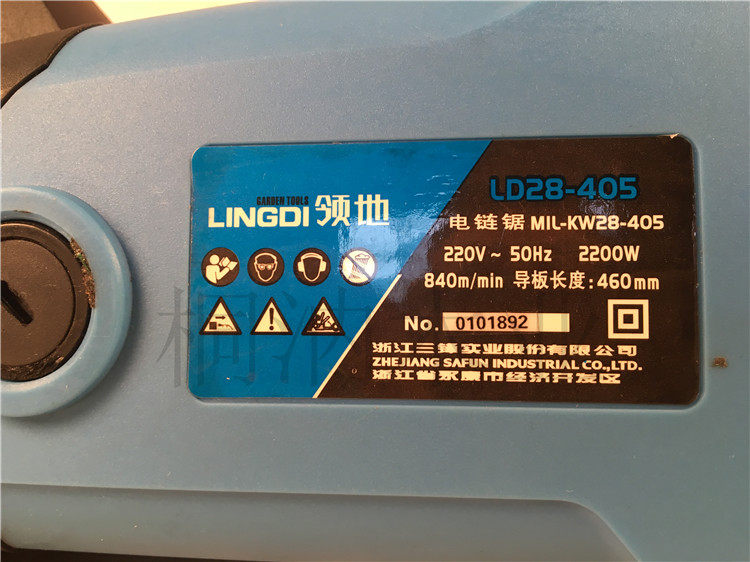 GARDEN TOOLS
LINGDI 领地
LD28-405
电链锯 MIL-KW28-405
220V ~ 50Hz 2200W
840m/min 导板长度:460mm
No. 0101892
浙江三锋实业股份有限公司
ZHEJIANG SAFUN INDUSTRIAL CO.,LTD.
浙江省永康市经济开发区